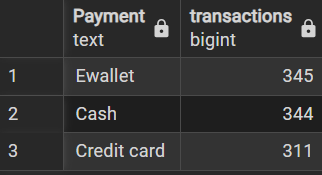 Payment transactions
text bigint
1 Ewallet 345
2 Cash 344
3 Credit card 311